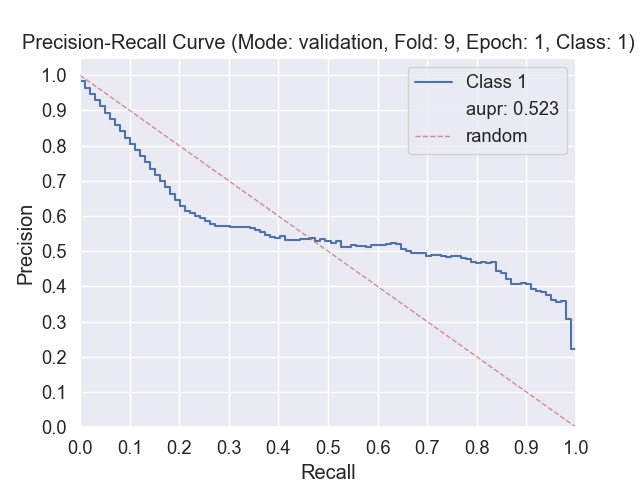 Precision-Recall Curve (Mode: validation, Fold: 9, Epoch: 1, Class: 1)
1.0
0.9
0.8
0.7
0.6
0.5
0.4
0.3
0.2
0.1
0.0
Precision
Class 1
aupr: 0.523
random
0.0 0.1 0.2 0.3 0.4 0.5 0.6 0.7 0.8 0.9 1.0
Recall